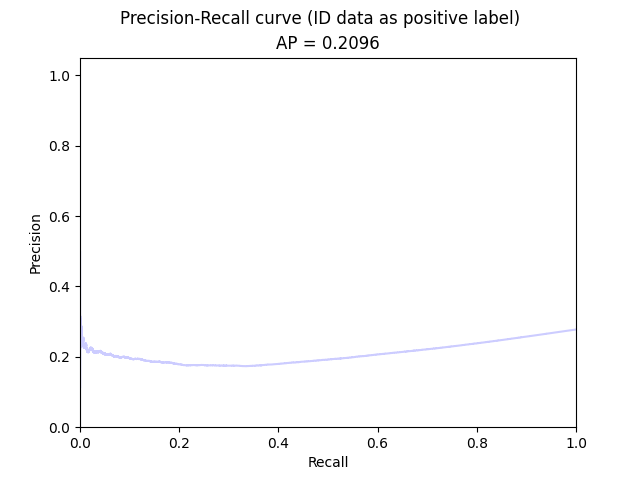 Precision-Recall curve (ID data as positive label)
AP = 0.2096
1.0
0.8
0.6
0.4
0.2
0.0
Precision
0.0 0.2 0.4 0.6 0.8 1.0
Recall